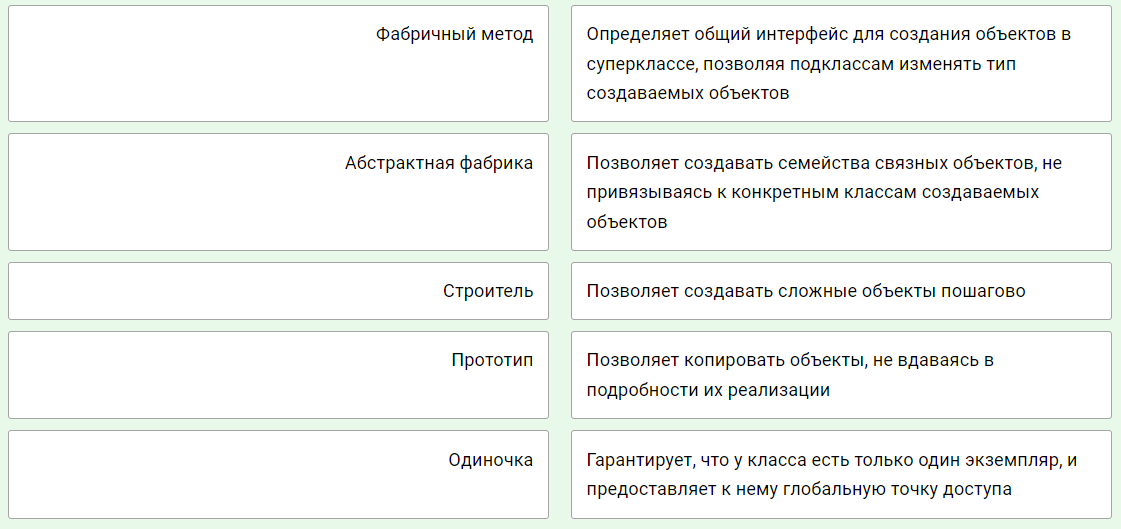 Фабричный метод
Определяет общий интерфейс для создания объектов в
суперклассе, позволяя подклассам изменять тип
создаваемых объектов
Абстрактная фабрика
Позволяет создавать семейства связных объектов, не
привязываясь к конкретным классам создаваемых
объектов
Строитель
Позволяет создавать сложные объекты пошагово
Прототип
Позволяет копировать объекты, не вдаваясь в
подробности их реализации
Одиночка
Гарантирует, что у класса есть только один экземпляр, и
предоставляет к нему глобальную точку доступа